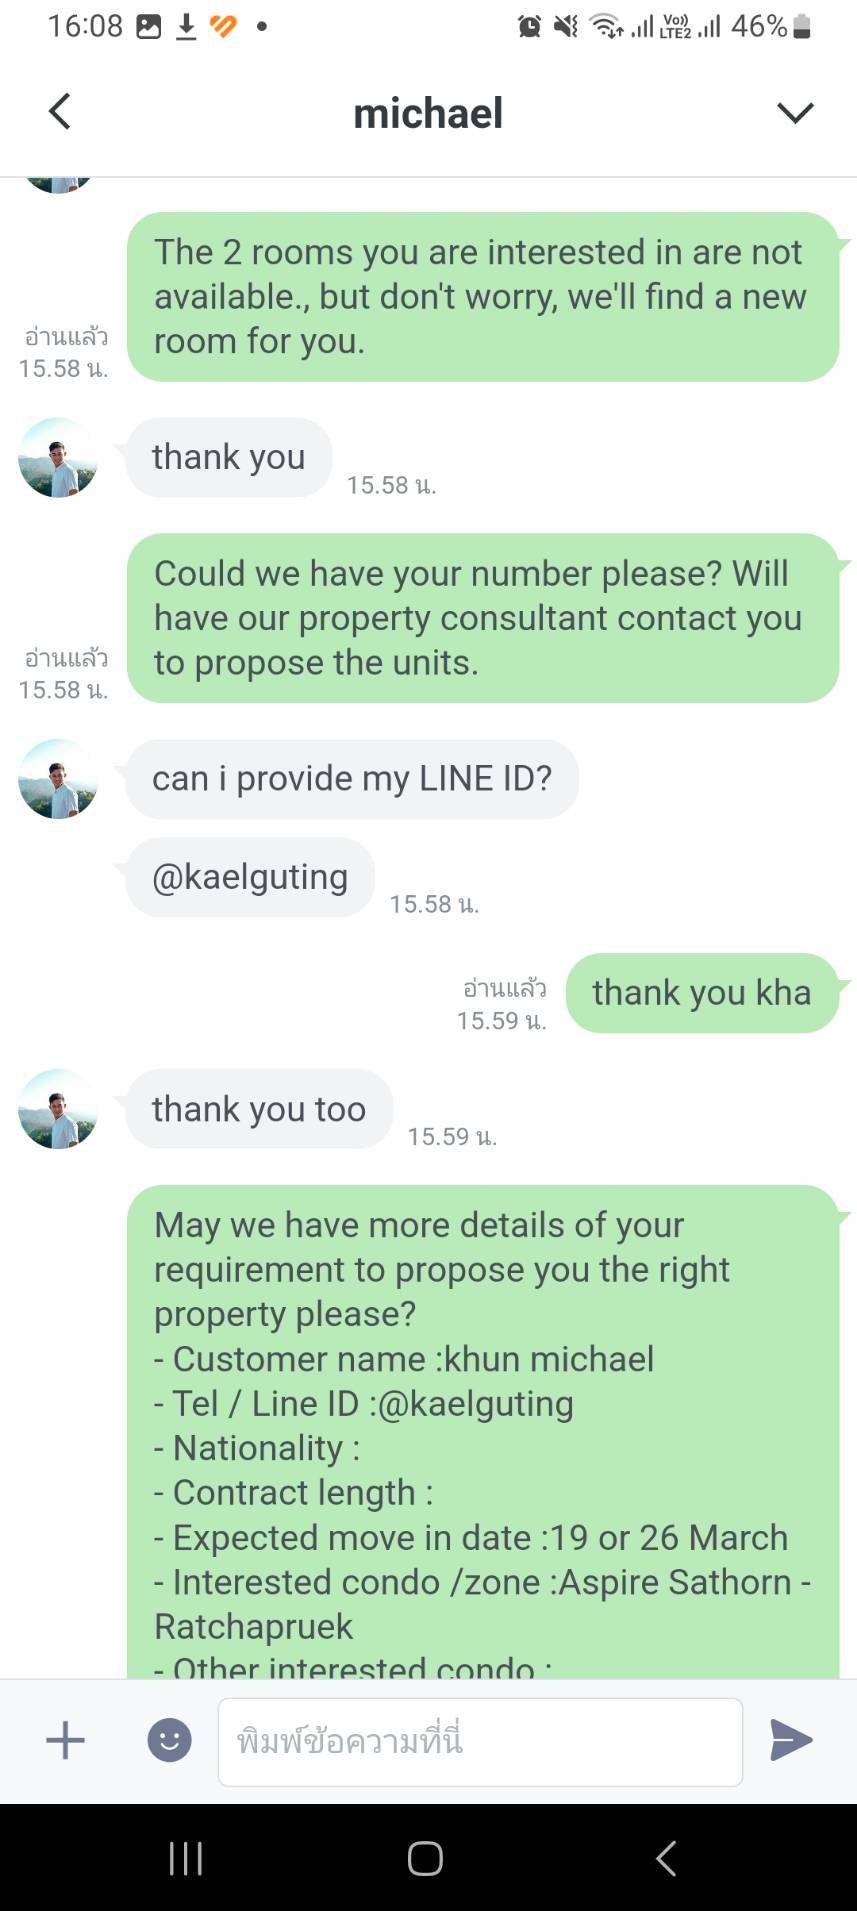 16:08
Vo))
LTE2
46%
michael
The 2 rooms you are interested in are not
available., but don't worry, we'll find a new
room for you.
อ่านแล้ว
15.58 น.
thank you
15.58 น.
Could we have your number please? Will
have our property consultant contact you
to propose the units.
อ่านแล้ว
15.58 น.
can i provide my LINE ID?
@kaelguting
15.58 น.
thank you kha
อ่านแล้ว
15.59 น.
thank you too
15.59 น.
May we have more details of your
requirement to propose you the right
property please?
- Customer name :khun michael
- Tel / Line ID :@kaelguting
- Nationality :
- Contract length :
- Expected move in date :19 or 26 March
- Interested condo /zone :Aspire Sathorn -
Ratchapruek
- Other interested condo :
พิมพ์ข้อความที่นี่